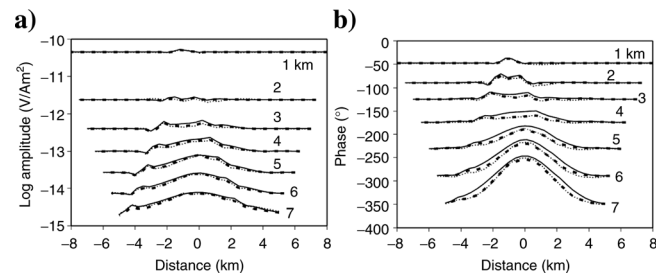 a)
Log amplitude (V/Am²)
−10
−11
−12
−13
−14
−15
1 km
2
3
4
5
6
7
−8 −6 −4 −2 0 2 4 6 8
Distance (km)
b)
Phase (°)
0
−50
−100
−150
−200
−250
−300
−350
−400
1 km
2
3
4
5
6
7
−8 −6 −4 −2 0 2 4 6 8
Distance (km)